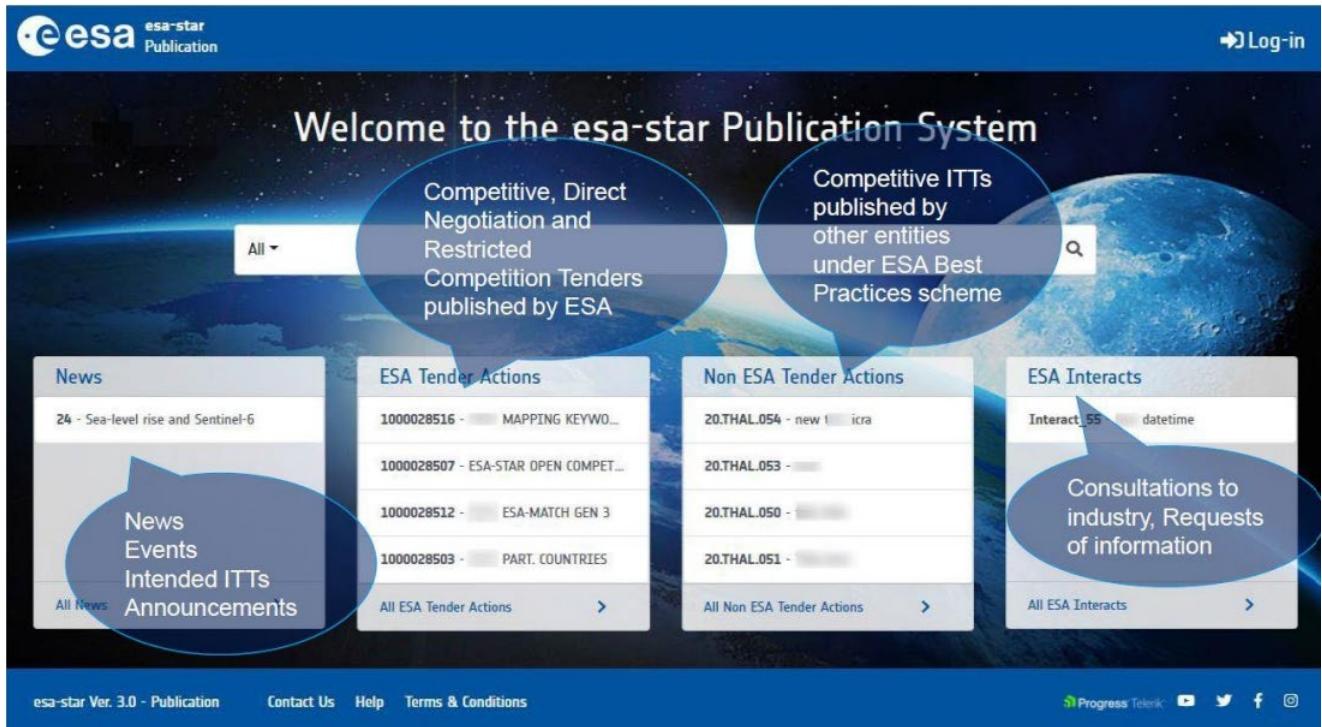 esa
esa-star
Publication
Log-in
Welcome to the esa-star Publication System
Competitive, Direct
Negotiation and
Restricted
Competition Tenders
published by ESA
Competitive ITTs
published by
other entities
under ESA Best
Practices scheme
All
News
24 - Sea-level rise and Sentinel-6
News
Events
Intended ITTs
Announcements
All News
ESA Tender Actions
1000028516 - MAPPING KEYWO...
1000028507 - ESA-STAR OPEN COMPET...
1000028512 - ESA-MATCH GEN 3
1000028503 - PART. COUNTRIES
All ESA Tender Actions
Non ESA Tender Actions
20.THAL.054 - new icra
20.THAL.053 -
20.THAL.050 -
20.THAL.051 -
All Non ESA Tender Actions
ESA Interacts
Interact_55 - datetime
Consultations to
industry, Requests
of information
All ESA Interacts
esa-star Ver. 3.0 - Publication Contact Us Help Terms & Conditions
Progress Telerik